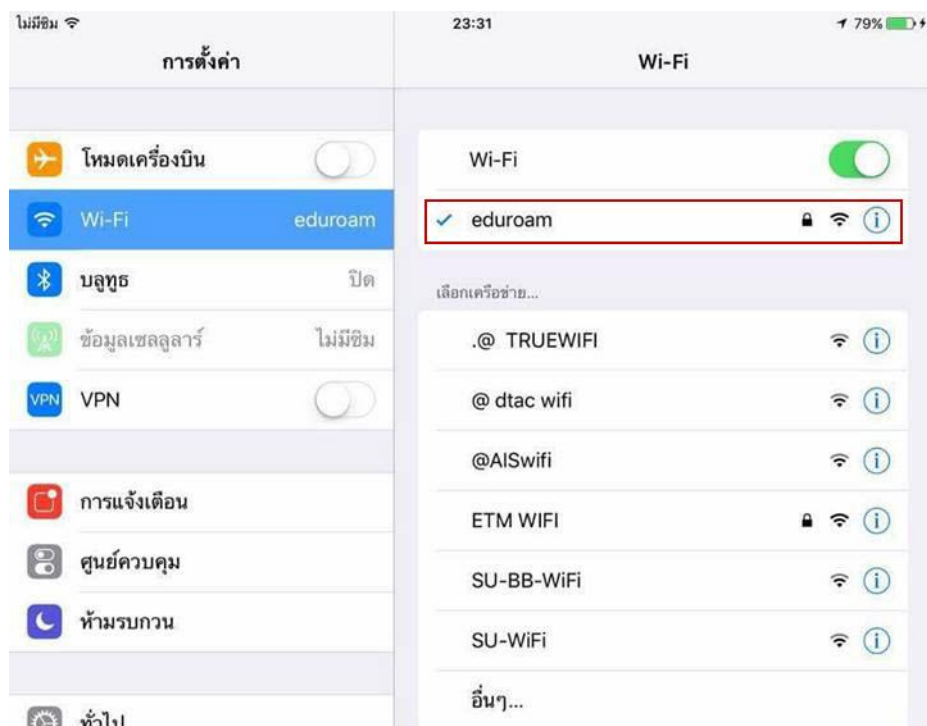 ไม่มีซิม 23:31 79%
การตั้งค่า
โหมดเครื่องบิน
Wi-Fi eduroam
บลูทูธ ปิด
ข้อมูลเซลลูลาร์ ไม่มีซิม
VPN VPN
การแจ้งเตือน
ศูนย์ควบคุม
ห้ามรบกวน
ทั่วไป
Wi-Fi
Wi-Fi
eduroam
เลือกเครือข่าย...
.@ TRUEWIFI
@ dtac wifi
@AISwifi
ETM WIFI
SU-BB-WiFi
SU-WiFi
อื่นๆ...